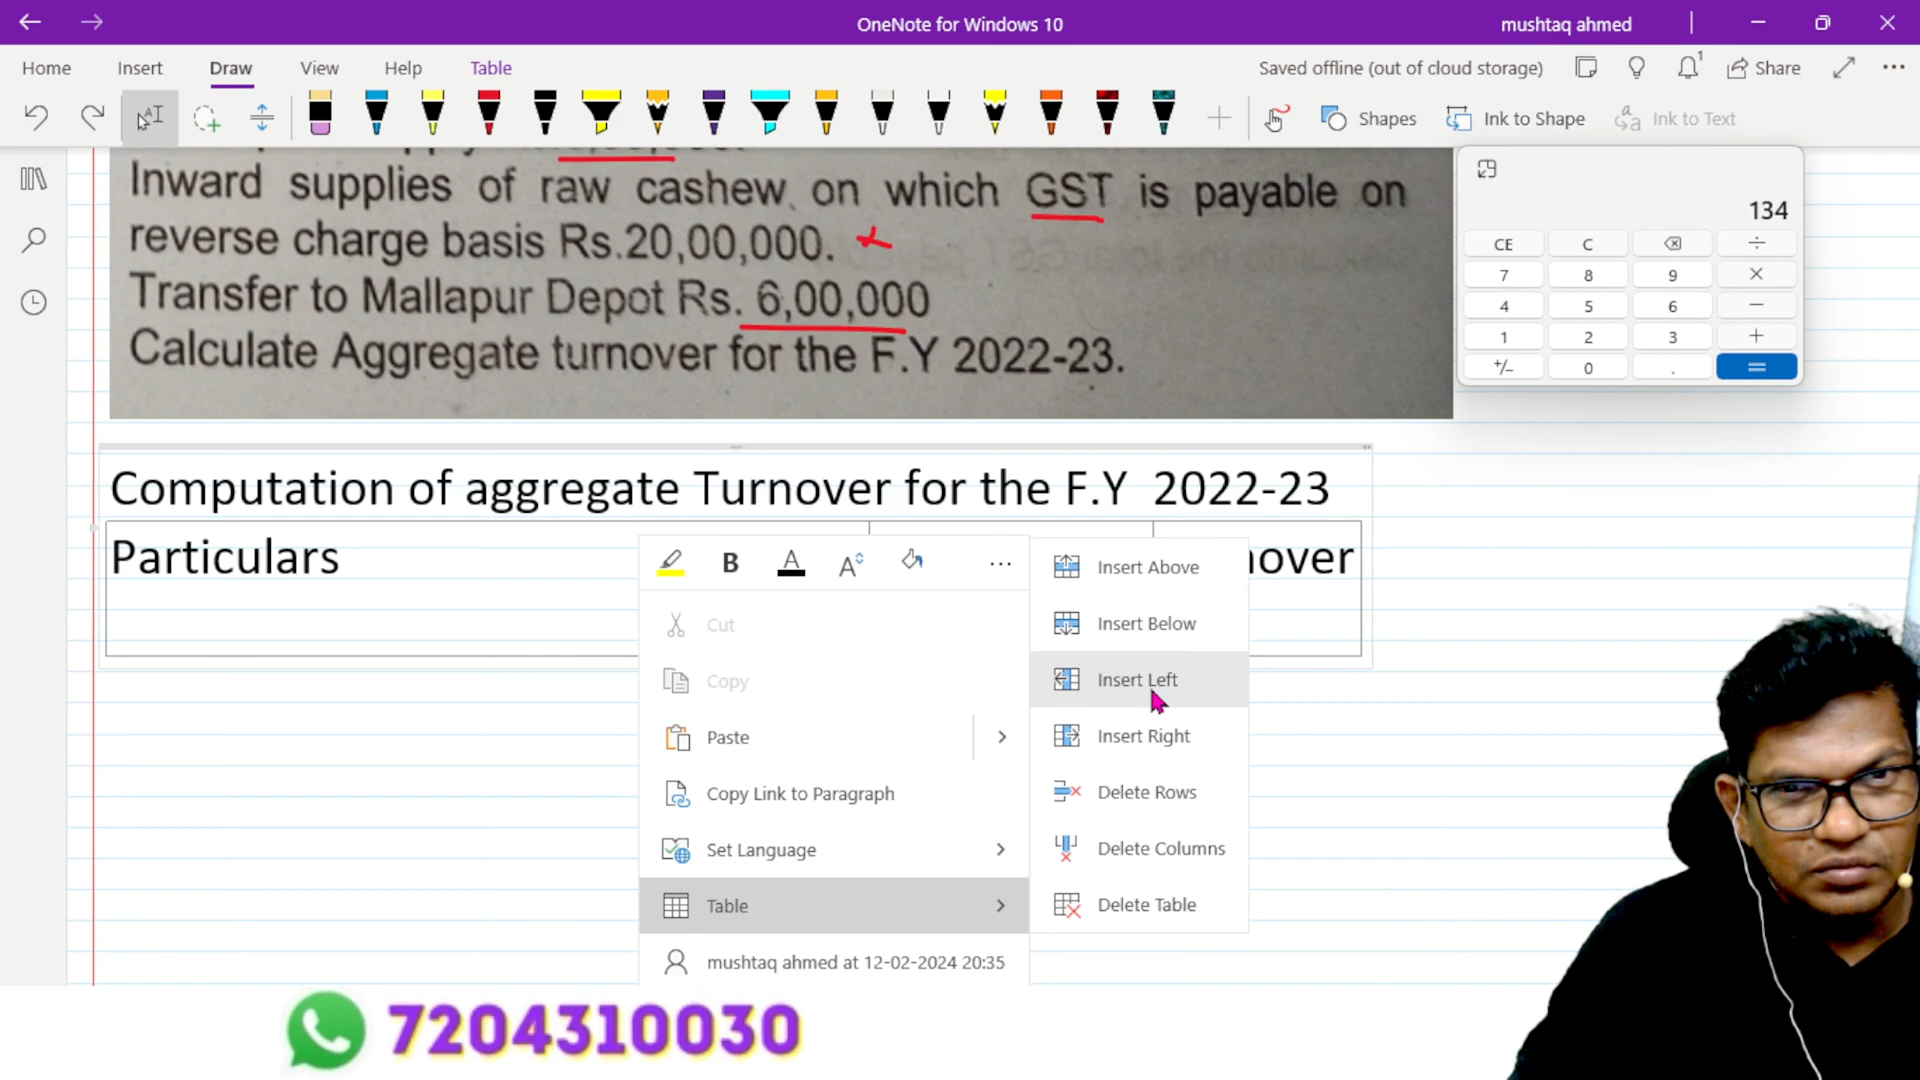 OneNote for Windows 10
mushtaq ahmed
Home Insert Draw View Help Table
Saved offline (out of cloud storage)
1
Share
Shapes
Ink to Shape
Ink to Text
Inward supplies of raw cashew on which GST is payable on
reverse charge basis Rs.20,00,000.
Transfer to Mallapur Depot Rs. 6,00,000
Calculate Aggregate turnover for the F.Y 2022-23.
134
CE C ÷
7 8 9 ×
4 5 6 −
1 2 3 +
+/− 0 . =
Computation of aggregate Turnover for the F.Y 2022-23
Particulars
nover
B A A
Cut
Copy
Paste
Copy Link to Paragraph
Set Language
Table
mushtaq ahmed at 12-02-2024 20:35
Insert Above
Insert Below
Insert Left
Insert Right
Delete Rows
Delete Columns
Delete Table
7204310030